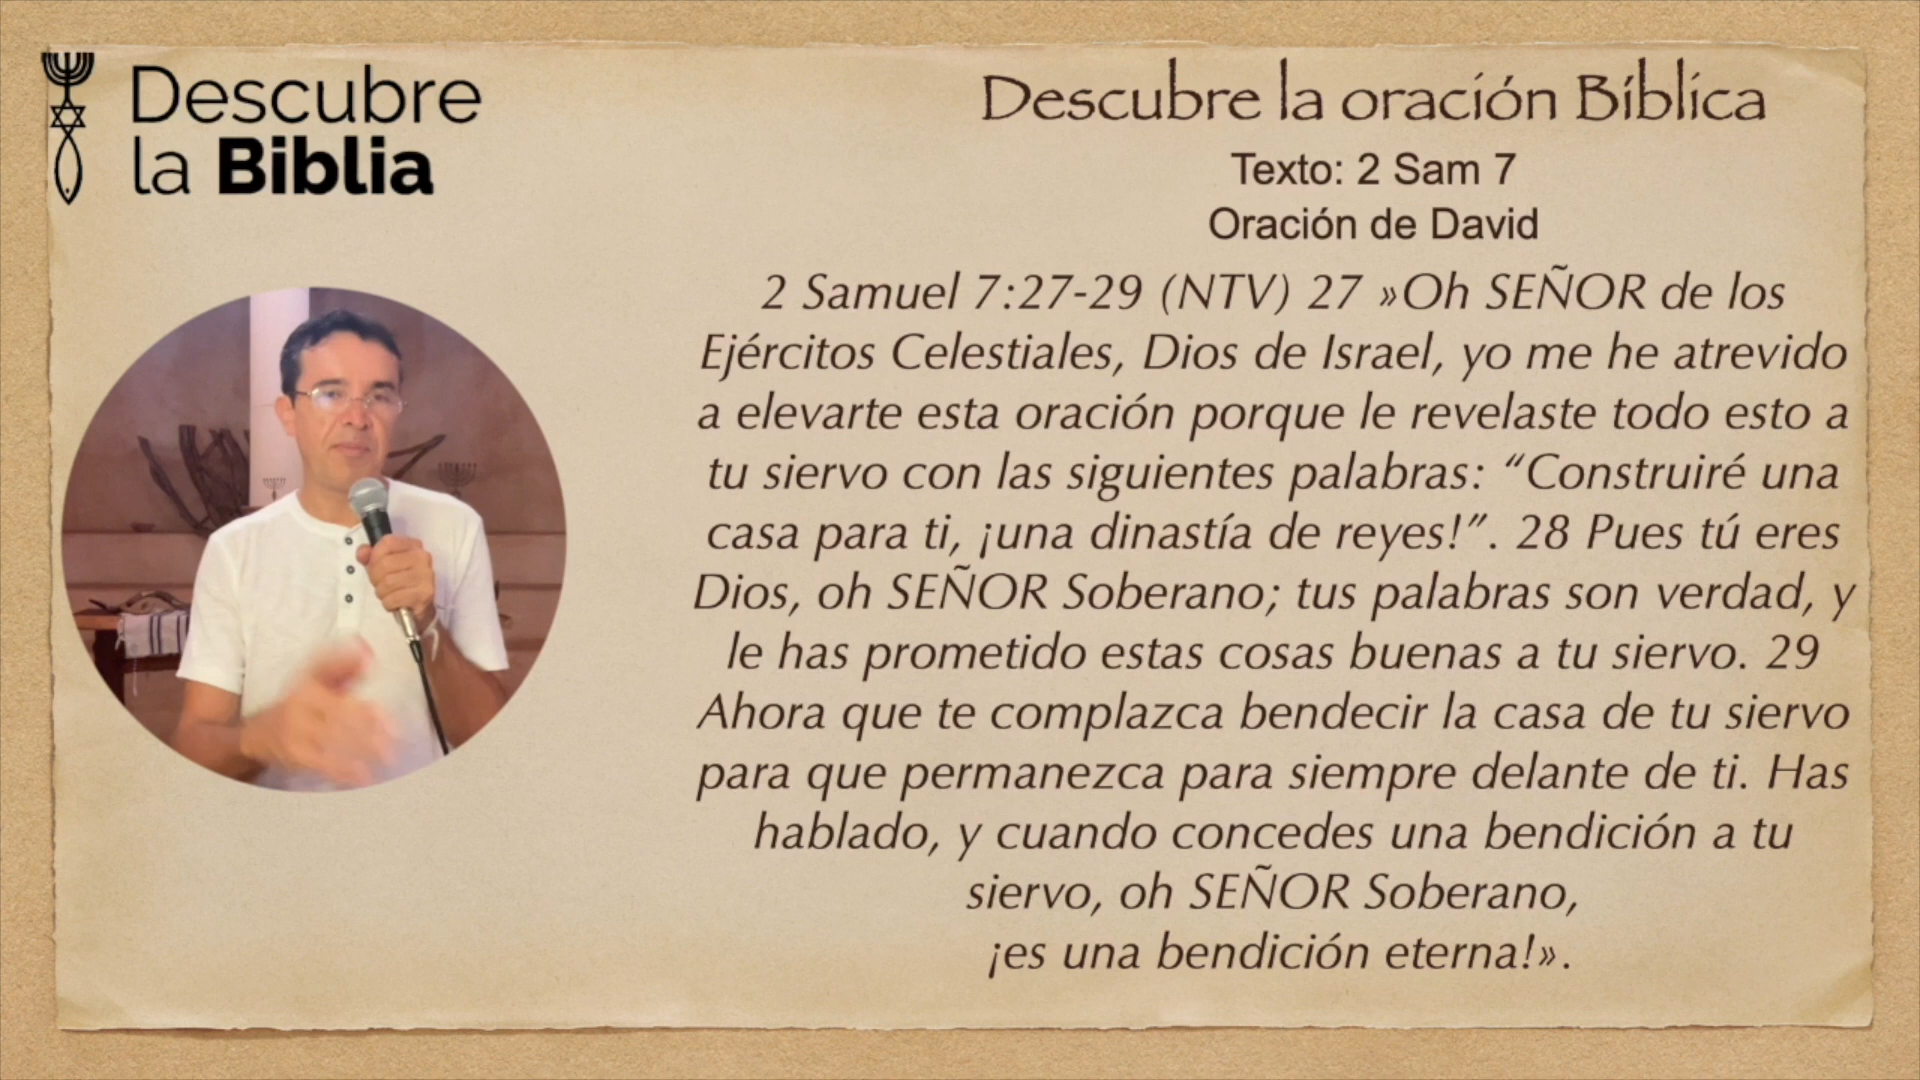 Descubre
la Biblia
Descubre la oración Bíblica
Texto: 2 Sam 7
Oración de David
2 Samuel 7:27-29 (NTV) 27 »Oh SEÑOR de los
Ejércitos Celestiales, Dios de Israel, yo me he atrevido
a elevarte esta oración porque le revelaste todo esto a
tu siervo con las siguientes palabras: “Construiré una
casa para ti, ¡una dinastía de reyes!”. 28 Pues tú eres
Dios, oh SEÑOR Soberano; tus palabras son verdad, y
le has prometido estas cosas buenas a tu siervo. 29
Ahora que te complazca bendecir la casa de tu siervo
para que permanezca para siempre delante de ti. Has
hablado, y cuando concedes una bendición a tu
siervo, oh SEÑOR Soberano,
¡es una bendición eterna!».